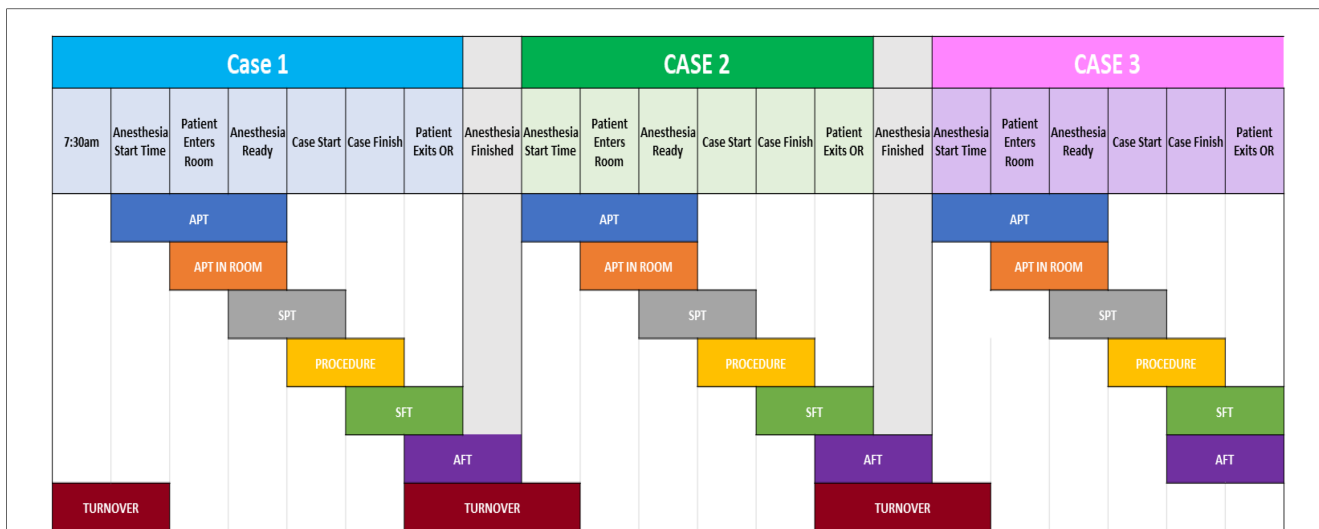 Case 1
CASE 2
CASE 3
7:30am
Anesthesia
Start Time
Patient
Enters
Room
Anesthesia
Ready
Case Start
Case Finish
Patient
Exits OR
Anesthesia
Finished
Anesthesia
Start Time
Patient
Enters
Room
Anesthesia
Ready
Case Start
Case Finish
Patient
Exits OR
Anesthesia
Finished
Anesthesia
Start Time
Patient
Enters
Room
Anesthesia
Ready
Case Start
Case Finish
Patient
Exits OR
APT
APT
APT
APT IN ROOM
APT IN ROOM
APT IN ROOM
SPT
SPT
SPT
PROCEDURE
PROCEDURE
PROCEDURE
SFT
SFT
SFT
AFT
AFT
AFT
TURNOVER
TURNOVER
TURNOVER